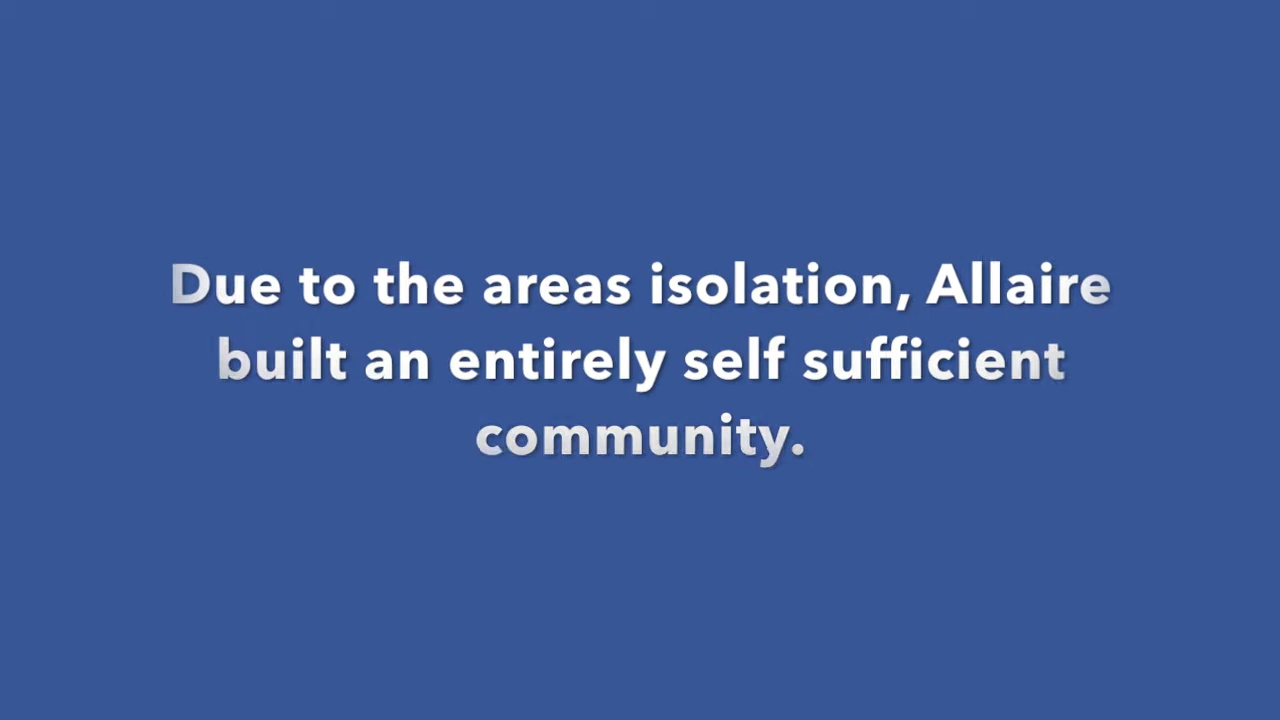 Due to the areas isolation, Allaire
built an entirely self sufficient
community.